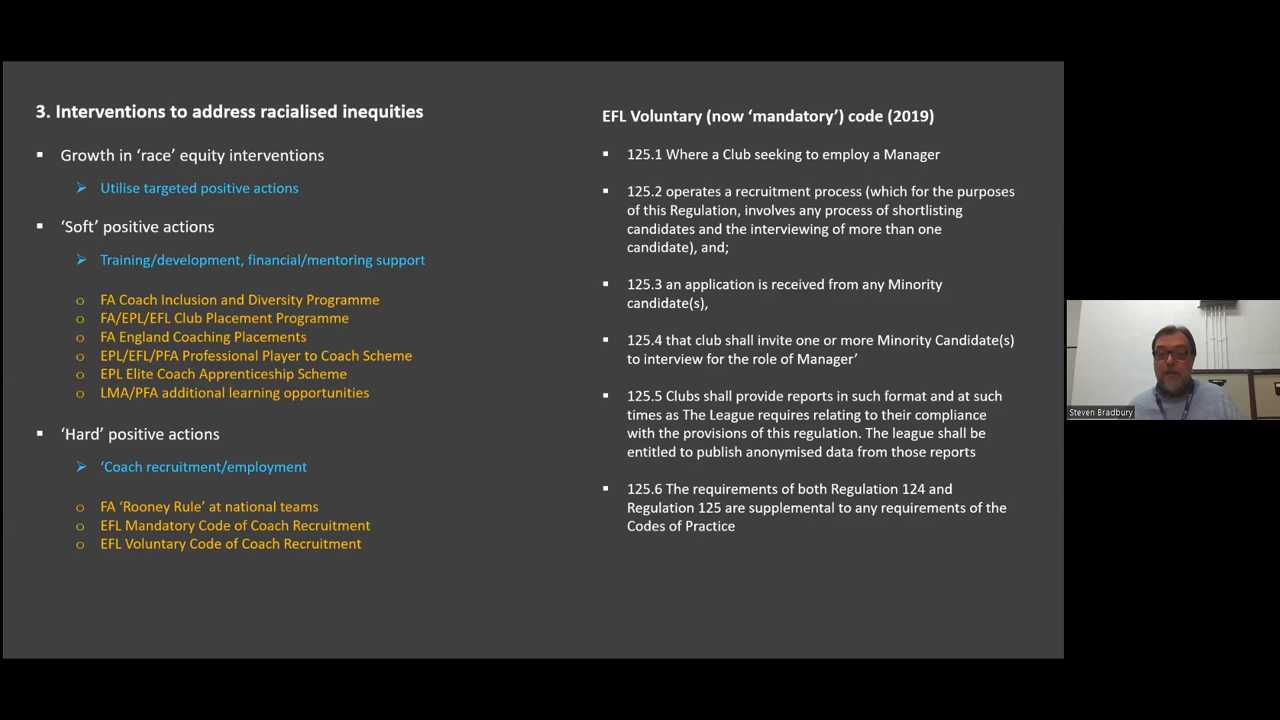 3. Interventions to address racialised inequities
▪ Growth in ‘race’ equity interventions
➢ Utilise targeted positive actions
▪ ‘Soft’ positive actions
➢ Training/development, financial/mentoring support
o FA Coach Inclusion and Diversity Programme
o FA/EPL/EFL Club Placement Programme
o FA England Coaching Placements
o EPL/EFL/PFA Professional Player to Coach Scheme
o EPL Elite Coach Apprenticeship Scheme
o LMA/PFA additional learning opportunities
▪ ‘Hard’ positive actions
➢ ‘Coach recruitment/employment
o FA ‘Rooney Rule’ at national teams
o EFL Mandatory Code of Coach Recruitment
o EFL Voluntary Code of Coach Recruitment
EFL Voluntary (now ‘mandatory’) code (2019)
▪ 125.1 Where a Club seeking to employ a Manager
▪ 125.2 operates a recruitment process (which for the purposes
of this Regulation, involves any process of shortlisting
candidates and the interviewing of more than one
candidate), and;
▪ 125.3 an application is received from any Minority
candidate(s),
▪ 125.4 that club shall invite one or more Minority Candidate(s)
to interview for the role of Manager’
▪ 125.5 Clubs shall provide reports in such format and at such
times as The League requires relating to their compliance
with the provisions of this regulation. The league shall be
entitled to publish anonymised data from those reports
▪ 125.6 The requirements of both Regulation 124 and
Regulation 125 are supplemental to any requirements of the
Codes of Practice
Steven Bradbury